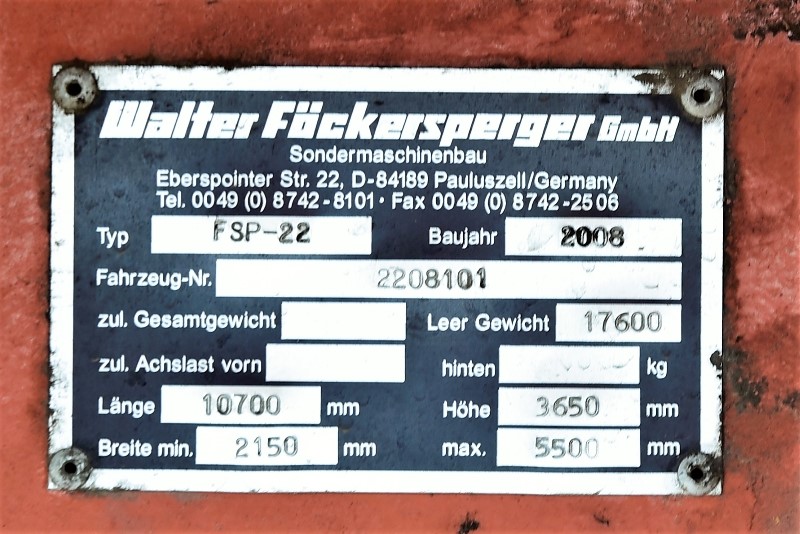 Walter Föckersperger GmbH
Sondermaschinenbau
Eberspointer Str. 22, D-84189 Pauluszell/Germany
Tel. 0049 (0) 8742-8101 · Fax 0049 (0) 8742-2506
Typ FSP-22 Baujahr 2008
Fahrzeug-Nr. 2208101
zul. Gesamtgewicht Leer Gewicht 17600
zul. Achslast vorn hinten kg
Länge 10700 mm Höhe 3650 mm
Breite min. 2150 mm max. 5500 mm